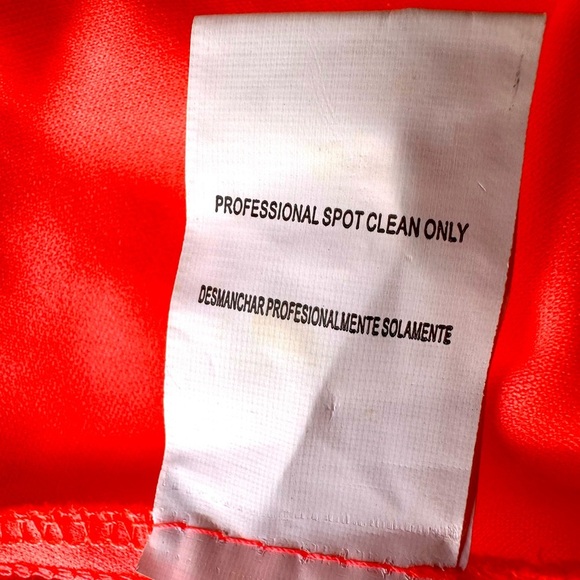 PROFESSIONAL SPOT CLEAN ONLY
DESMANCHAR PROFESIONALMENTE SOLAMENTE